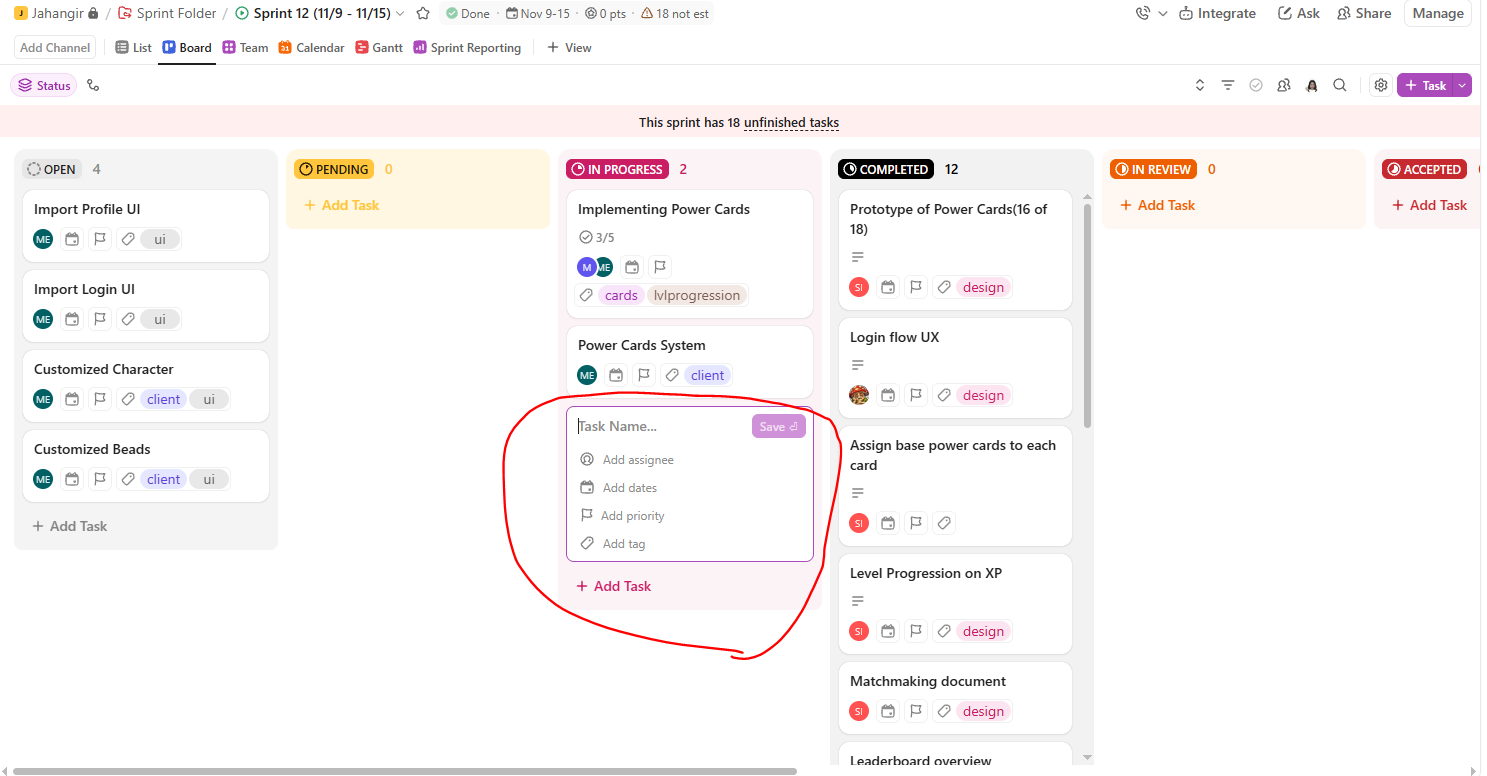 Jahangir / Sprint Folder / Sprint 12 (11/9 - 11/15) Done · Nov 9-15 · 0 pts · 18 not est Integrate Ask Share Manage
Add Channel List Board Team Calendar Gantt Sprint Reporting + View
Status + Task
This sprint has 18 unfinished tasks
OPEN 4
Import Profile UI
ME ui
Import Login UI
ME ui
Customized Character
ME client ui
Customized Beads
ME client ui
+ Add Task
PENDING 0
+ Add Task
IN PROGRESS 2
Implementing Power Cards
3/5
M ME
cards lvlprogression
Power Cards System
ME client
Task Name... Save
Add assignee
Add dates
Add priority
Add tag
+ Add Task
COMPLETED 12
Prototype of Power Cards(16 of
18)
SI design
Login flow UX
design
Assign base power cards to each
card
SI
Level Progression on XP
SI design
Matchmaking document
SI design
Leaderboard overview
IN REVIEW 0
+ Add Task
ACCEPTED
+ Add Task